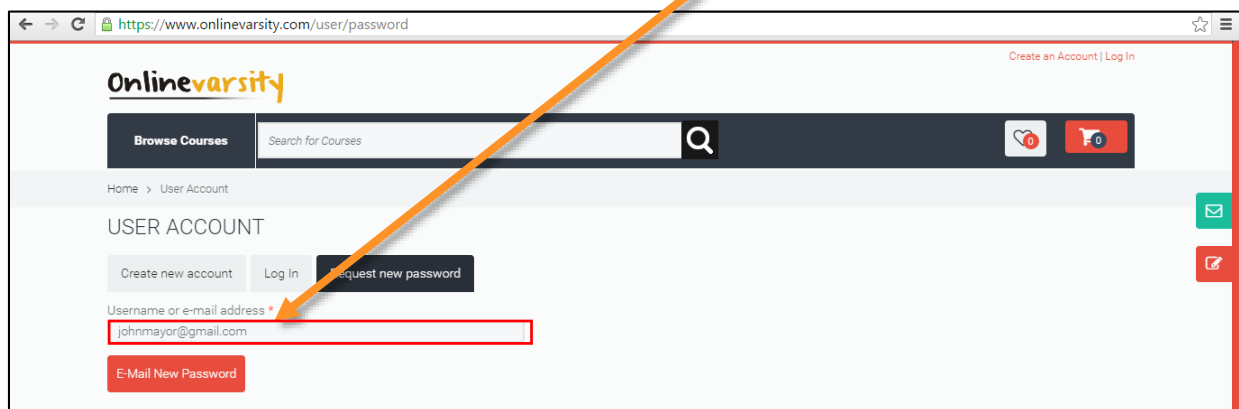 https://www.onlinevarsity.com/user/password
Create an Account | Log In
Onlinevarsity
Browse Courses
Search for Courses
0
0
Home > User Account
USER ACCOUNT
Create new account
Log In
Request new password
Username or e-mail address *
johnmayor@gmail.com
E-Mail New Password